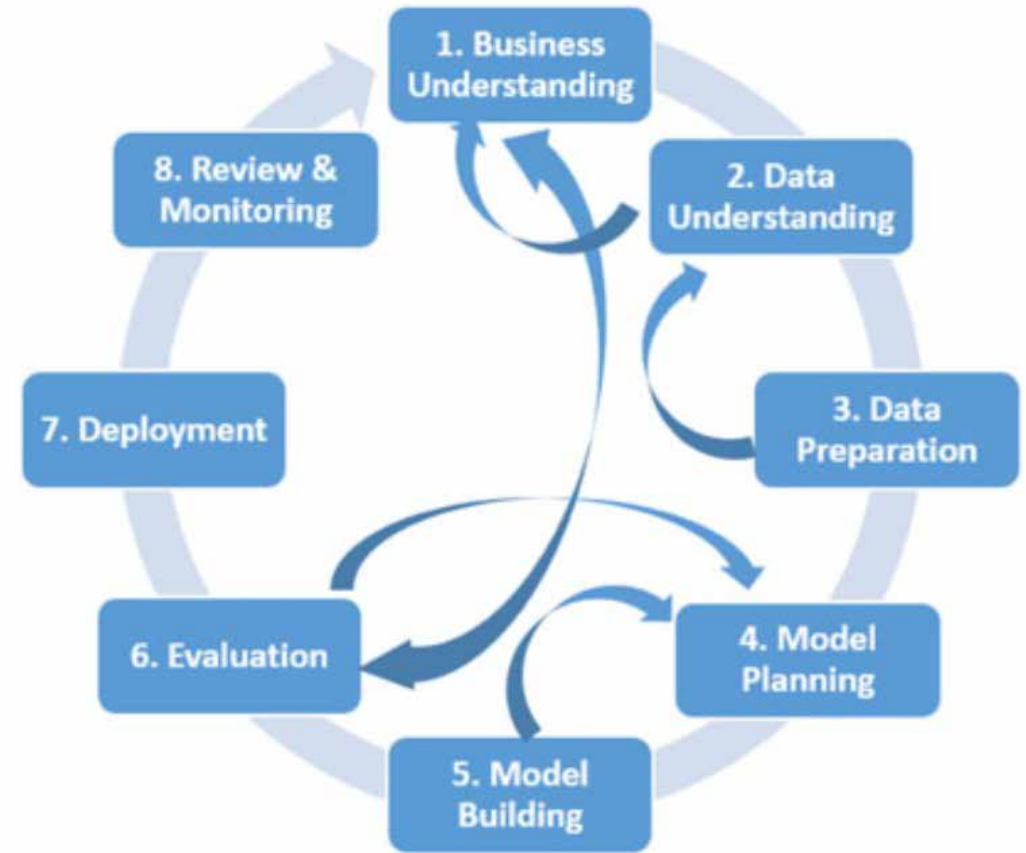 1. Business
Understanding
2. Data
Understanding
3. Data
Preparation
4. Model
Planning
5. Model
Building
6. Evaluation
7. Deployment
8. Review &
Monitoring